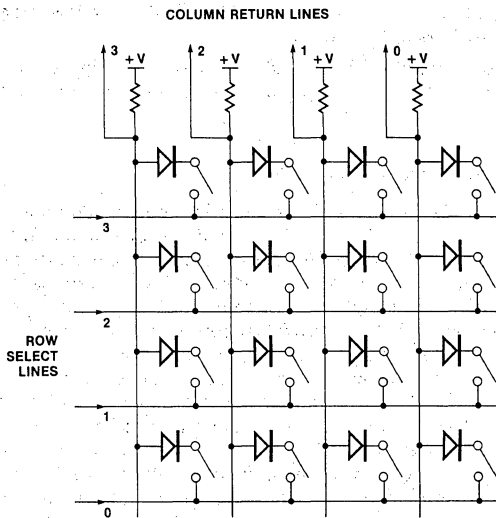 COLUMN RETURN LINES
3 2 1 0
+V +V +V +V
3
2
ROW
SELECT
LINES
1
0